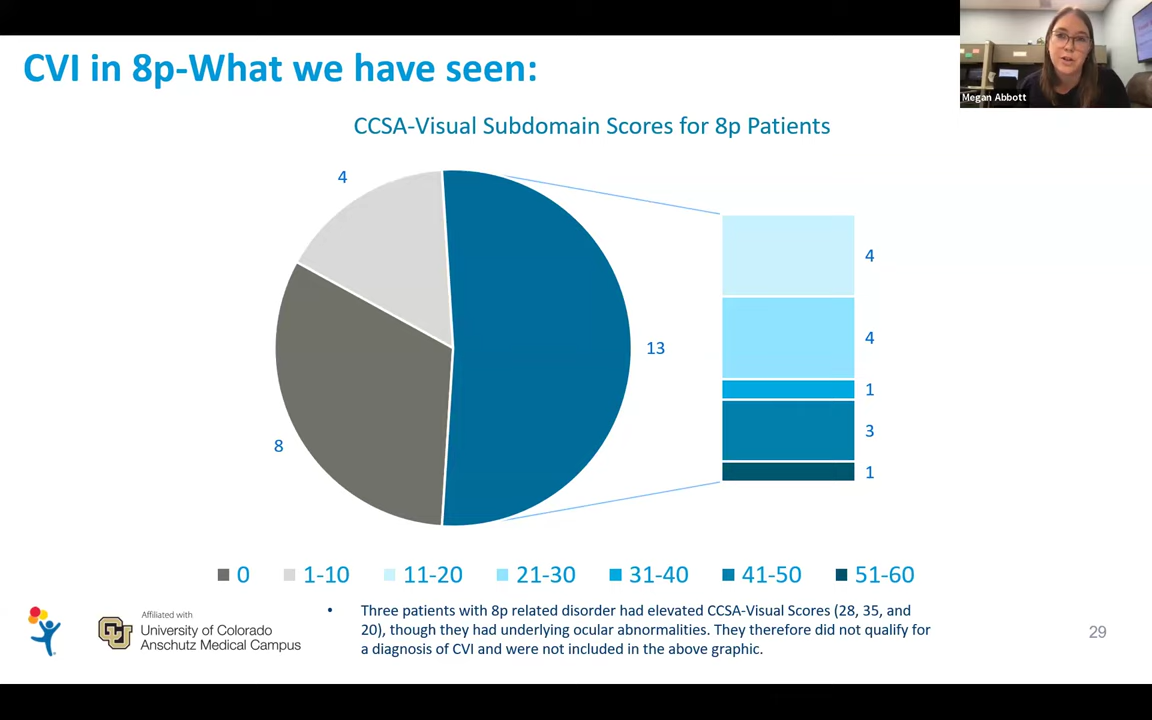 CVI in 8p-What we have seen:
Megan Abbott
CCSA-Visual Subdomain Scores for 8p Patients
4
13
8
4
4
1
3
1
0
1-10
11-20
21-30
31-40
41-50
51-60
Affiliated with
CU
University of Colorado
Anschutz Medical Campus
• Three patients with 8p related disorder had elevated CCSA-Visual Scores (28, 35, and
20), though they had underlying ocular abnormalities. They therefore did not qualify for
a diagnosis of CVI and were not included in the above graphic.
29